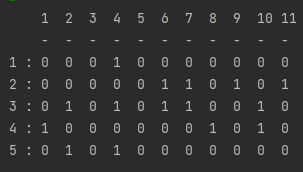 1 2 3 4 5 6 7 8 9 10 11
- - - - - - - - - - -
1 : 0 0 0 1 0 0 0 0 0 0 0
2 : 0 0 0 0 0 1 1 0 1 0 1
3 : 0 1 0 1 0 1 1 0 0 1 0
4 : 1 0 0 0 0 0 0 1 0 1 0
5 : 0 1 0 1 0 0 0 0 0 0 0